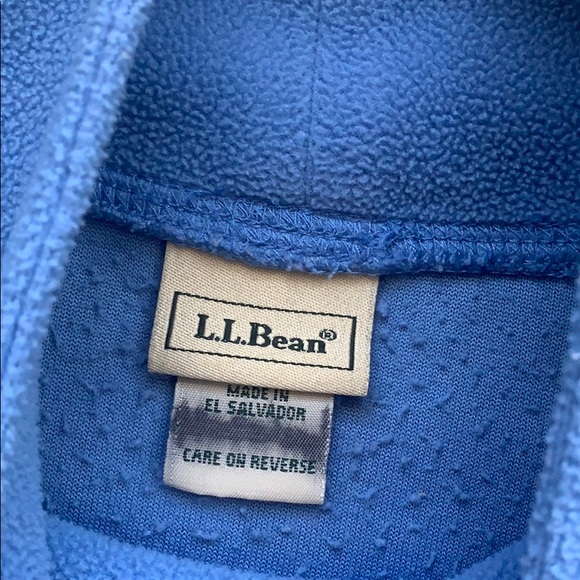 L.L.Bean®
MADE IN
EL SALVADOR
CARE ON REVERSE